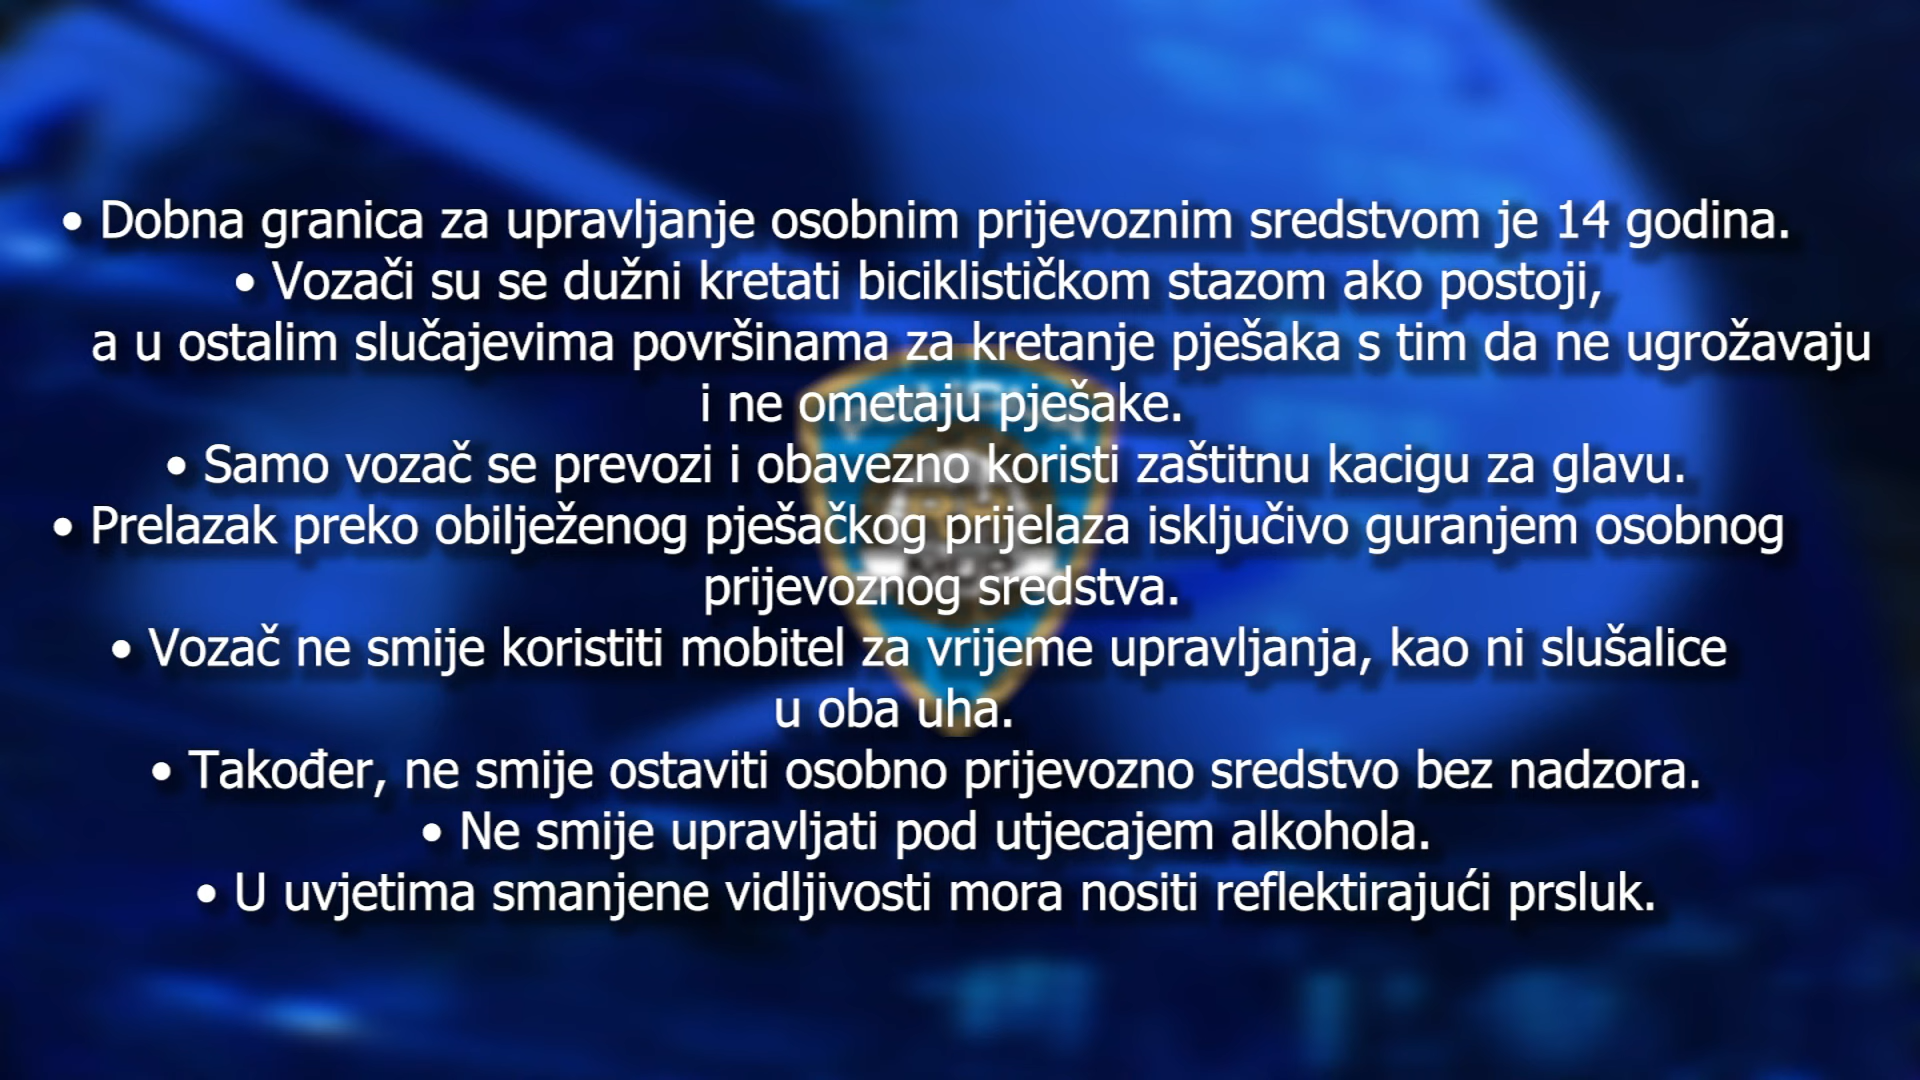 • Dobna granica za upravljanje osobnim prijevoznim sredstvom je 14 godina.
• Vozači su se dužni kretati biciklističkom stazom ako postoji,
a u ostalim slučajevima površinama za kretanje pješaka s tim da ne ugrožavaju
i ne ometaju pješake.
• Samo vozač se prevozi i obavezno koristi zaštitnu kacigu za glavu.
• Prelazak preko obilježenog pješačkog prijelaza isključivo guranjem osobnog
prijevoznog sredstva.
• Vozač ne smije koristiti mobitel za vrijeme upravljanja, kao ni slušalice
u oba uha.
• Također, ne smije ostaviti osobno prijevozno sredstvo bez nadzora.
• Ne smije upravljati pod utjecajem alkohola.
• U uvjetima smanjene vidljivosti mora nositi reflektirajući prsluk.